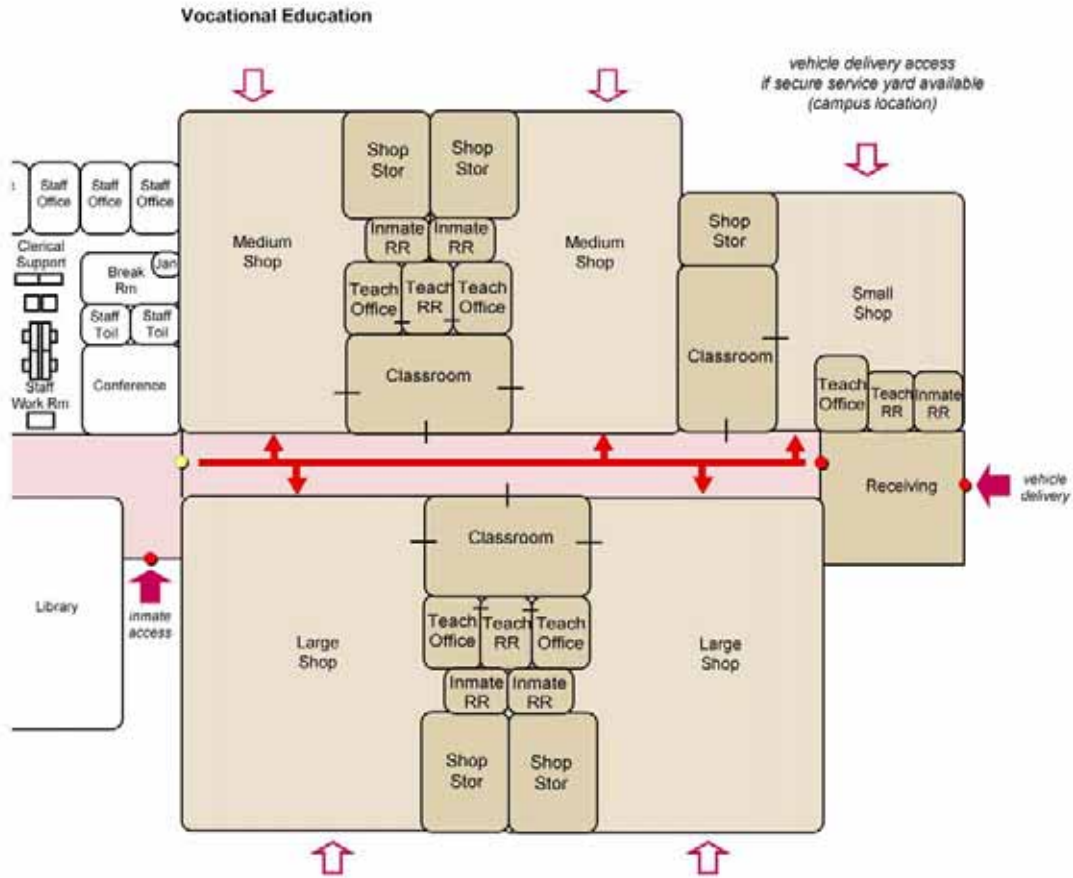 Vocational Education
vehicle delivery access
if secure service yard available
(campus location)
Shop
Stor
Shop
Stor
Staff
Office
Staff
Office
Staff
Office
Clerical
Support
Break
Rm
Jan
Staff
Toil
Staff
Toil
Staff
Work Rm
Conference
Medium
Shop
Inmate
RR
Inmate
RR
Teach
Office
Teach
RR
Teach
Office
Classroom
Medium
Shop
Shop
Stor
Classroom
Small
Shop
Teach
Office
Teach
RR
Inmate
RR
Receiving
vehicle
delivery
Library
inmate
access
Classroom
Large
Shop
Teach
Office
Teach
RR
Teach
Office
Inmate
RR
Inmate
RR
Shop
Stor
Shop
Stor
Large
Shop